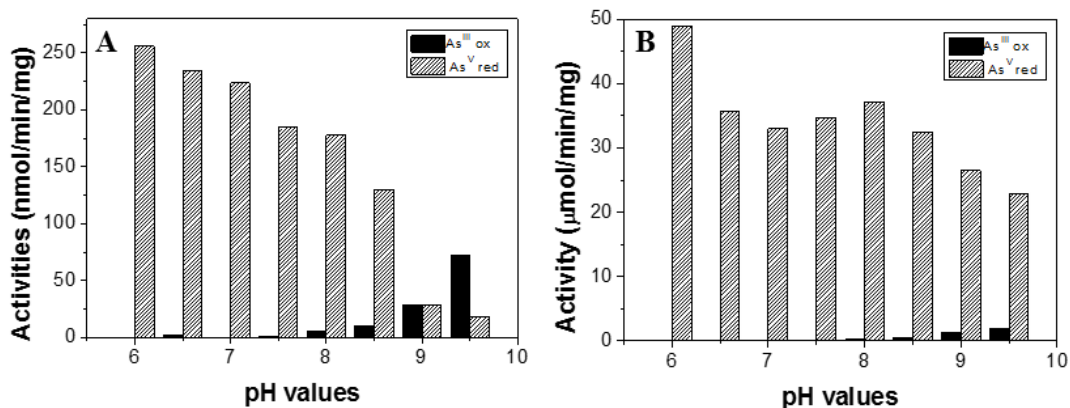 A
Activities (nmol/min/mg)
250
200
150
100
50
0
6
7
8
9
10
pH values
As^III ox
As^V red
B
Activity (μmol/min/mg)
50
40
30
20
10
0
6
7
8
9
10
pH values
As^III ox
As^V red